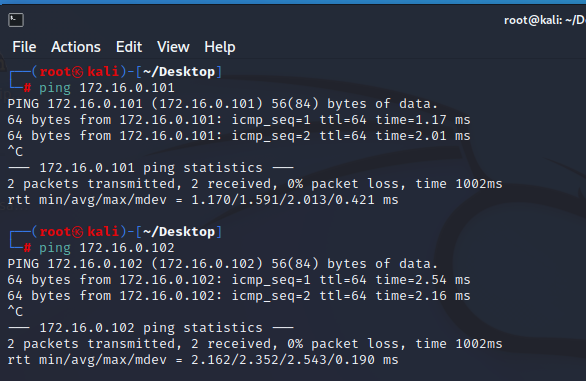 root@kali: ~/De
File Actions Edit View Help
┌──(root㉿kali)-[~/Desktop]
└─# ping 172.16.0.101
PING 172.16.0.101 (172.16.0.101) 56(84) bytes of data.
64 bytes from 172.16.0.101: icmp_seq=1 ttl=64 time=1.17 ms
64 bytes from 172.16.0.101: icmp_seq=2 ttl=64 time=2.01 ms
^C
--- 172.16.0.101 ping statistics ---
2 packets transmitted, 2 received, 0% packet loss, time 1002ms
rtt min/avg/max/mdev = 1.170/1.591/2.013/0.421 ms
┌──(root㉿kali)-[~/Desktop]
└─# ping 172.16.0.102
PING 172.16.0.102 (172.16.0.102) 56(84) bytes of data.
64 bytes from 172.16.0.102: icmp_seq=1 ttl=64 time=2.54 ms
64 bytes from 172.16.0.102: icmp_seq=2 ttl=64 time=2.16 ms
^C
--- 172.16.0.102 ping statistics ---
2 packets transmitted, 2 received, 0% packet loss, time 1002ms
rtt min/avg/max/mdev = 2.162/2.352/2.543/0.190 ms